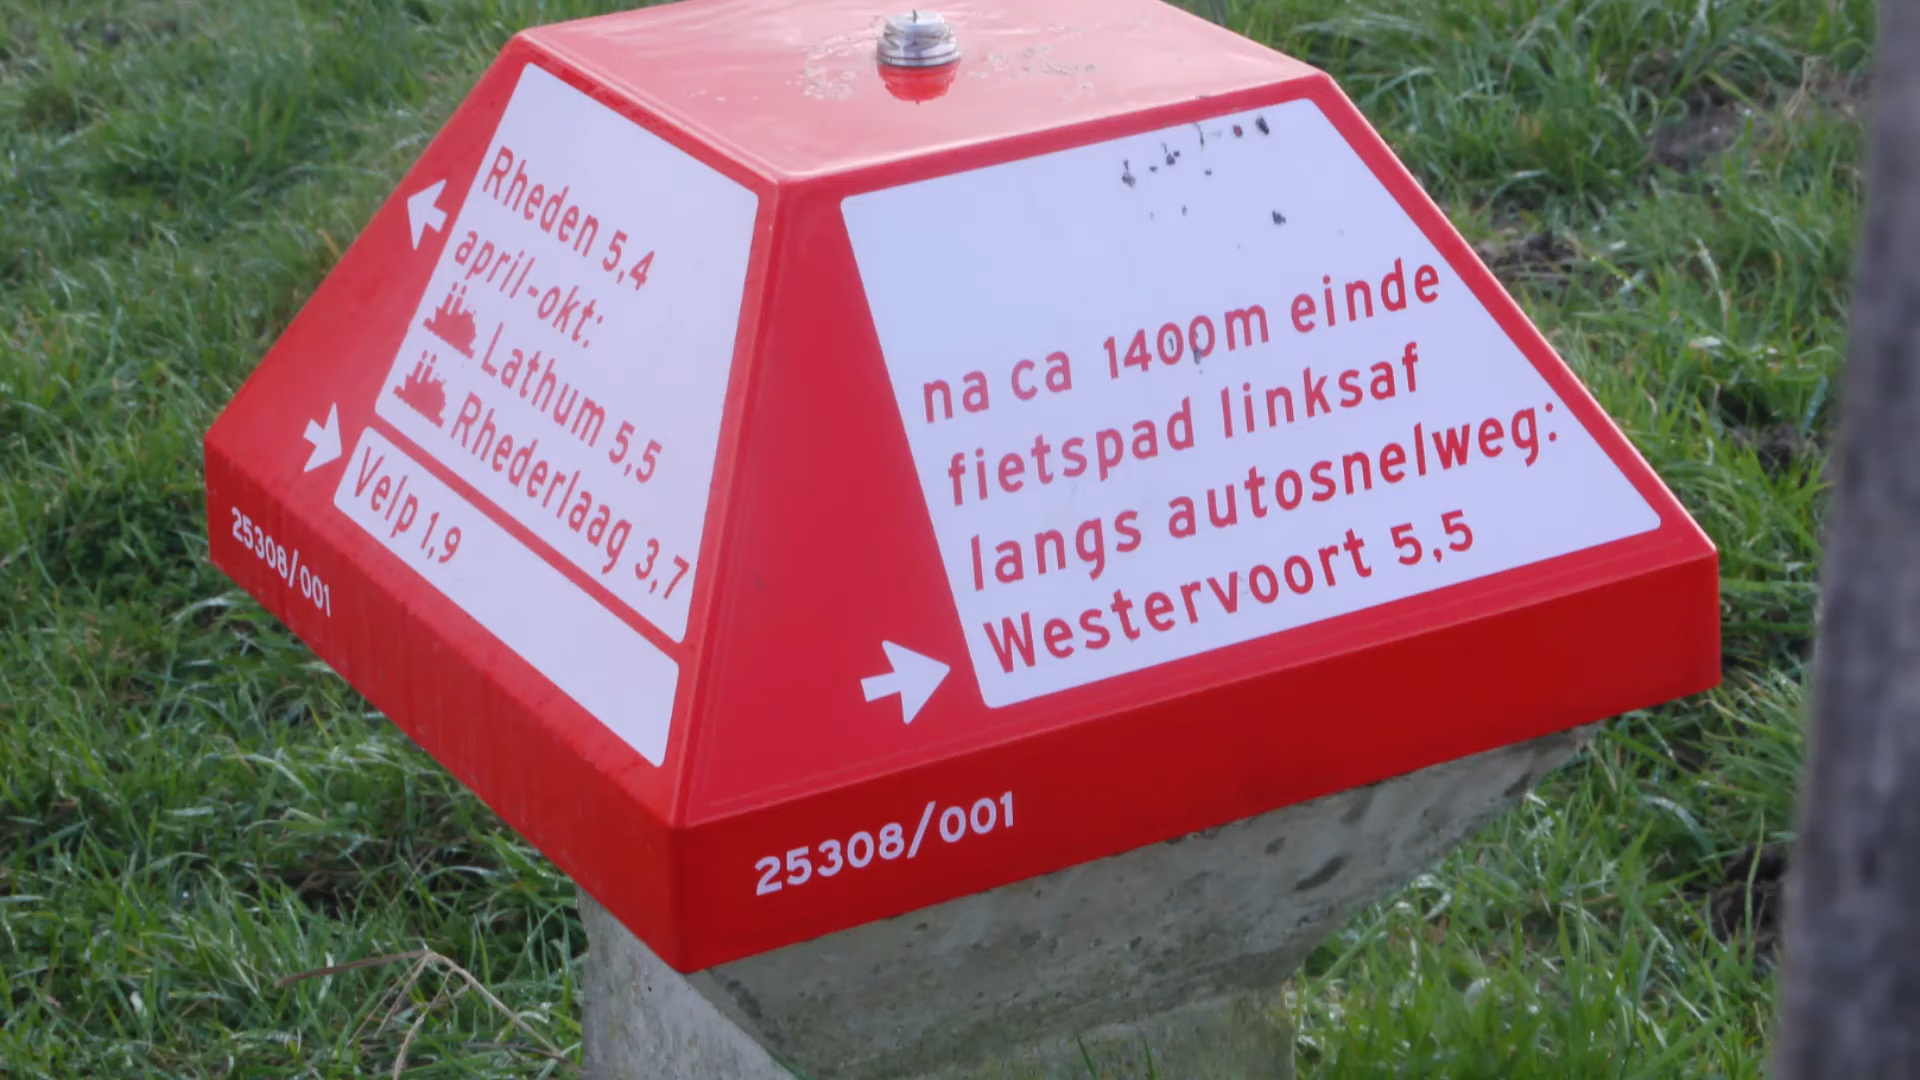 Rheden 5,4
april-okt:
Lathum 5,5
Rhederlaag 3,7
Velp 1,9
25308/001
na ca 1400m einde
fietspad linksaf
langs autosnelweg:
Westervoort 5,5
25308/001